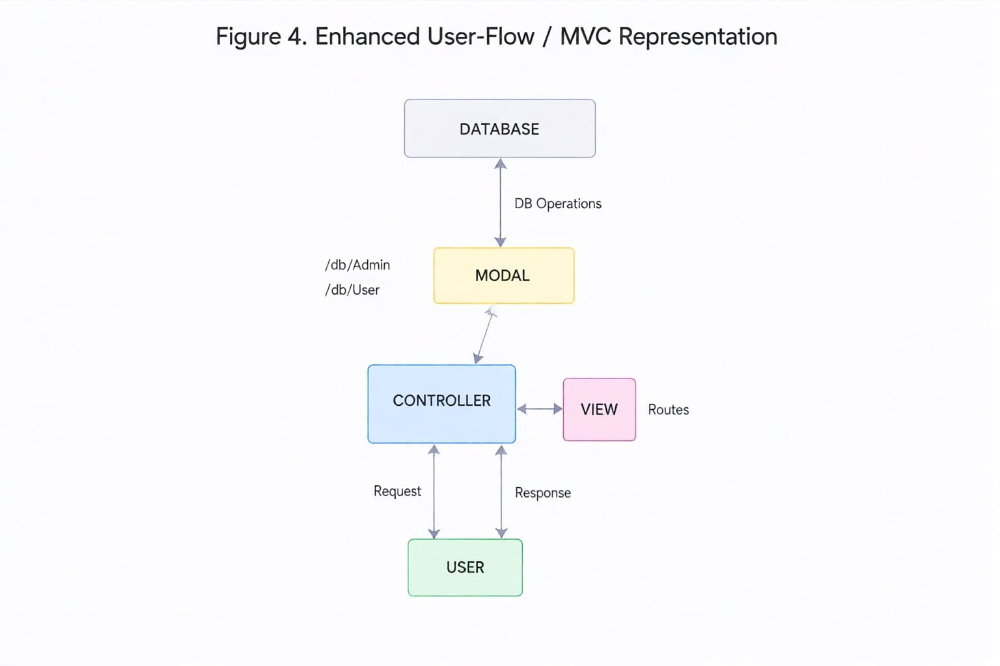 Figure 4. Enhanced User-Flow / MVC Representation
DATABASE
DB Operations
/db/Admin
/db/User
MODAL
CONTROLLER
VIEW
Routes
Request
Response
USER